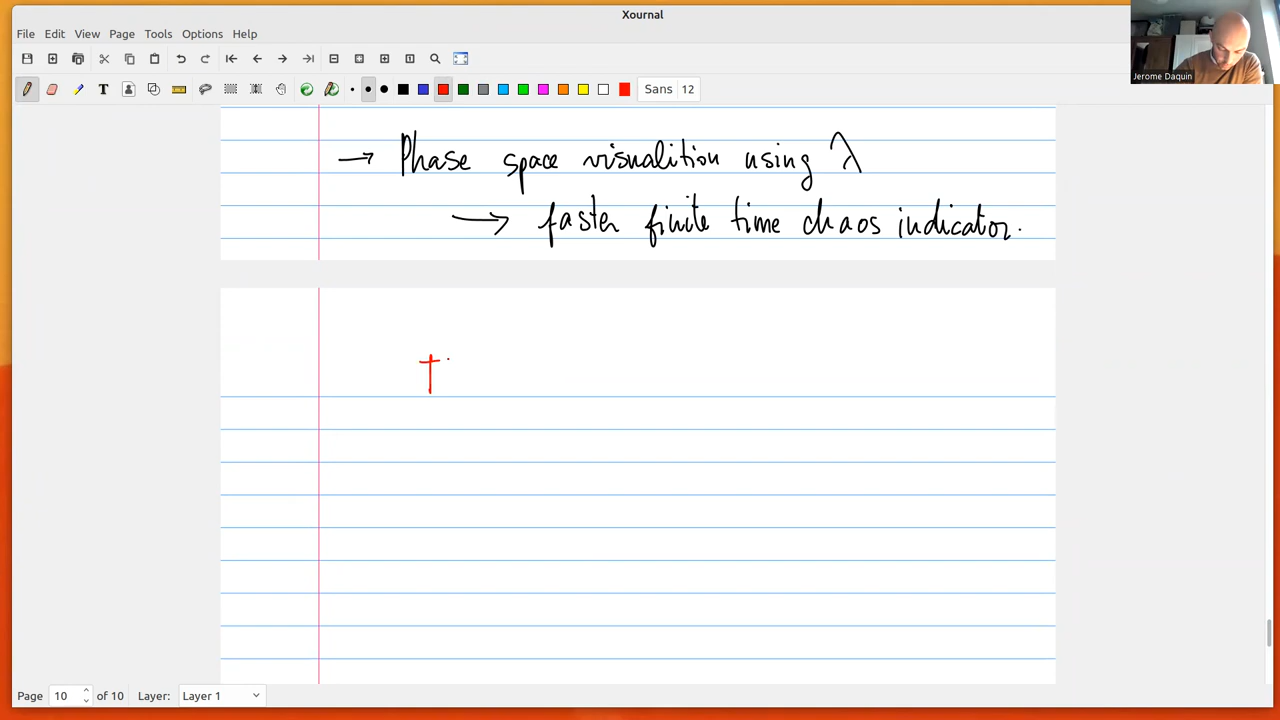 Xournal
File Edit View Page Tools Options Help
Sans 12
Jerome Daquin
→ Phase space visualition using λ
→ faster finite time chaos indicator.
Page 10 of 10 Layer: Layer 1